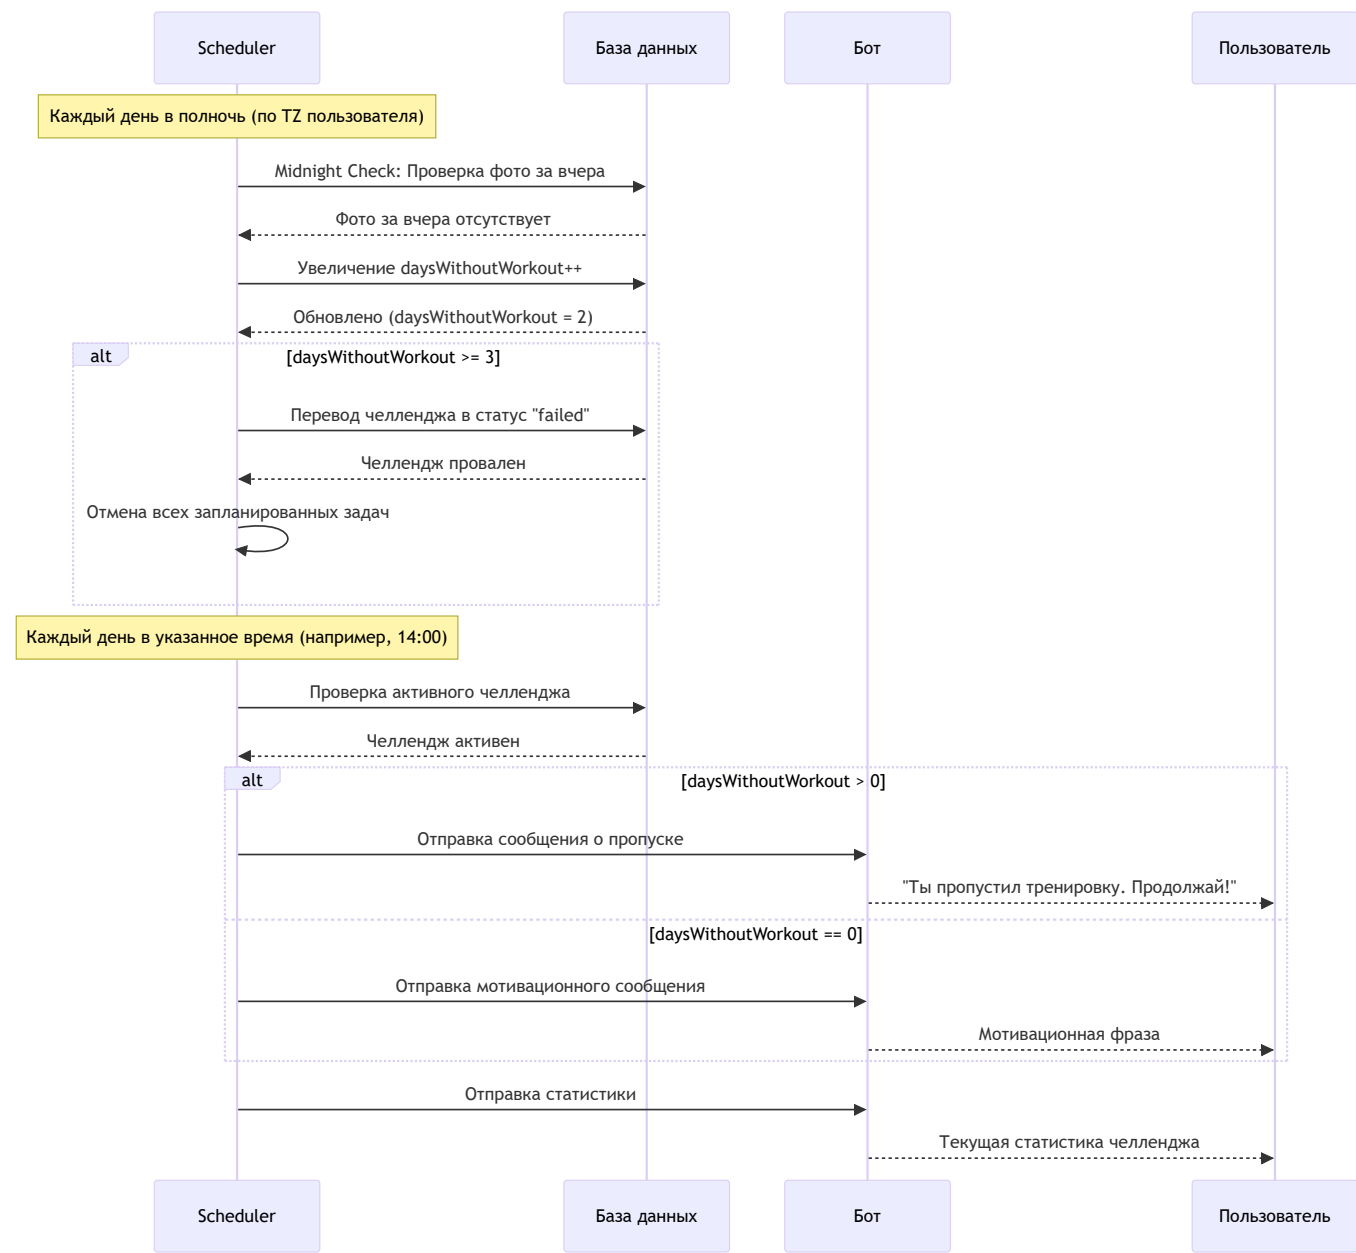 Scheduler
База данных
Бот
Пользователь
Каждый день в полночь (по TZ пользователя)
Midnight Check: Проверка фото за вчера
Фото за вчера отсутствует
Увеличение daysWithoutWorkout++
Обновлено (daysWithoutWorkout = 2)
alt
[daysWithoutWorkout >= 3]
Перевод челленджа в статус "failed"
Челлендж провален
Отмена всех запланированных задач
Каждый день в указанное время (например, 14:00)
Проверка активного челленджа
Челлендж активен
alt
[daysWithoutWorkout > 0]
Отправка сообщения о пропуске
"Ты пропустил тренировку. Продолжай!"
[daysWithoutWorkout == 0]
Отправка мотивационного сообщения
Мотивационная фраза
Отправка статистики
Текущая статистика челленджа
Scheduler
База данных
Бот
Пользователь